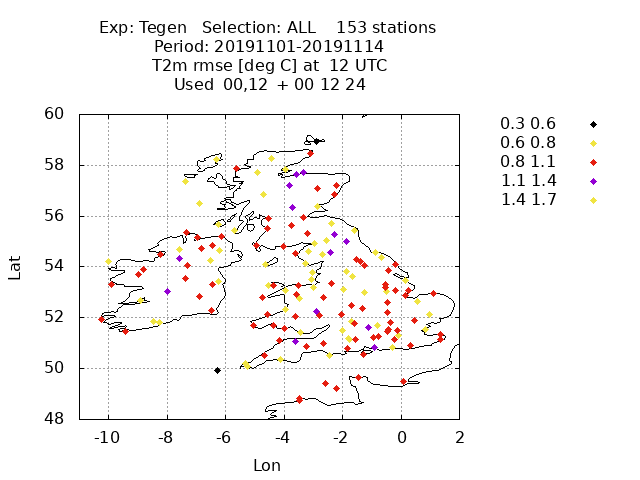 Exp: Tegen   Selection: ALL    153 stations
Period: 20191101-20191114
T2m rmse [deg C] at  12 UTC
Used  00,12  + 00 12 24
60
58
56
54
52
50
48
Lat
-10 -8 -6 -4 -2 0 2
Lon
0.3 0.6
0.6 0.8
0.8 1.1
1.1 1.4
1.4 1.7